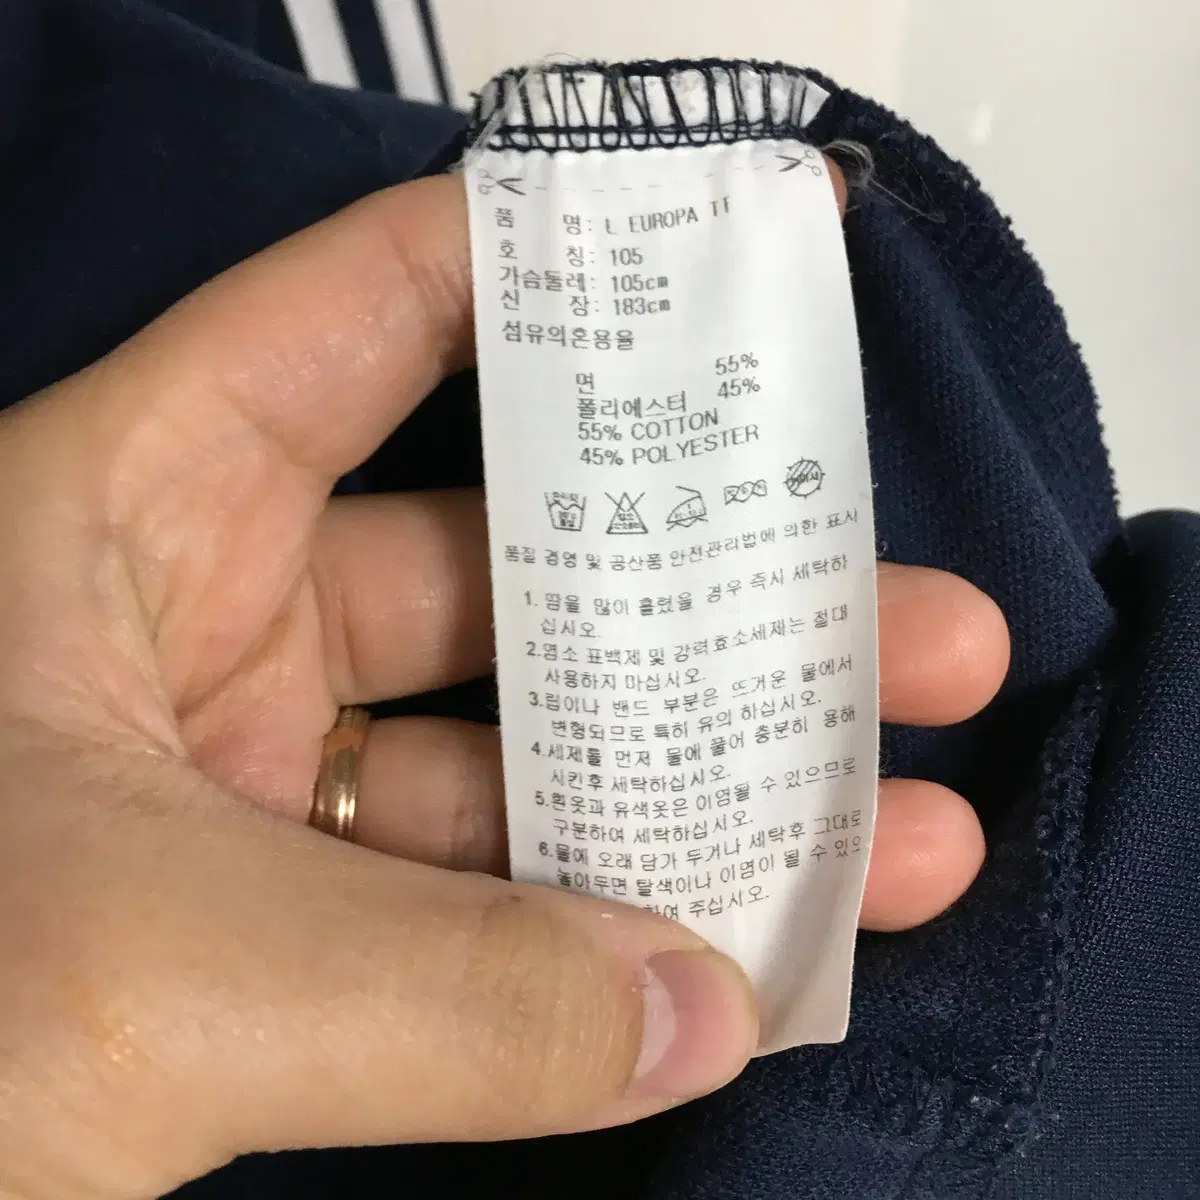 품 명: L EUROPA TT
호 칭: 105
가슴둘레: 105cm
신 장: 183cm
섬유의혼용율
면 55%
폴리에스터 45%
55% COTTON
45% POLYESTER
품질 경영 및 공산품 안전관리법에 의한 표시
1. 땀을 많이 흘렸을 경우 즉시 세탁하
십시오.
2.염소 표백제 및 강력효소세제는 절대
사용하지 마십시오.
3.립이나 밴드 부분은 뜨거운 물에서
변형되므로 특히 유의 하십시오.
4.세제를 먼저 물에 풀어 충분히 용해
시킨후 세탁하십시오.
5.흰옷과 유색옷은 이염될 수 있으므로
구분하여 세탁하십시오.
6.물에 오래 담가 두거나 세탁후 그대로
놓아두면 탈색이나 이염이 될 수 있으
하여 주십시오.